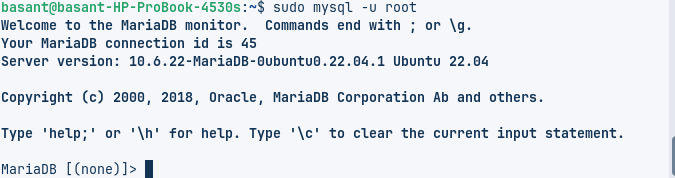 basant@basant-HP-ProBook-4530s:~$ sudo mysql -u root
Welcome to the MariaDB monitor.  Commands end with ; or \g.
Your MariaDB connection id is 45
Server version: 10.6.22-MariaDB-0ubuntu0.22.04.1 Ubuntu 22.04

Copyright (c) 2000, 2018, Oracle, MariaDB Corporation Ab and others.

Type 'help;' or '\h' for help. Type '\c' to clear the current input statement.

MariaDB [(none)]>